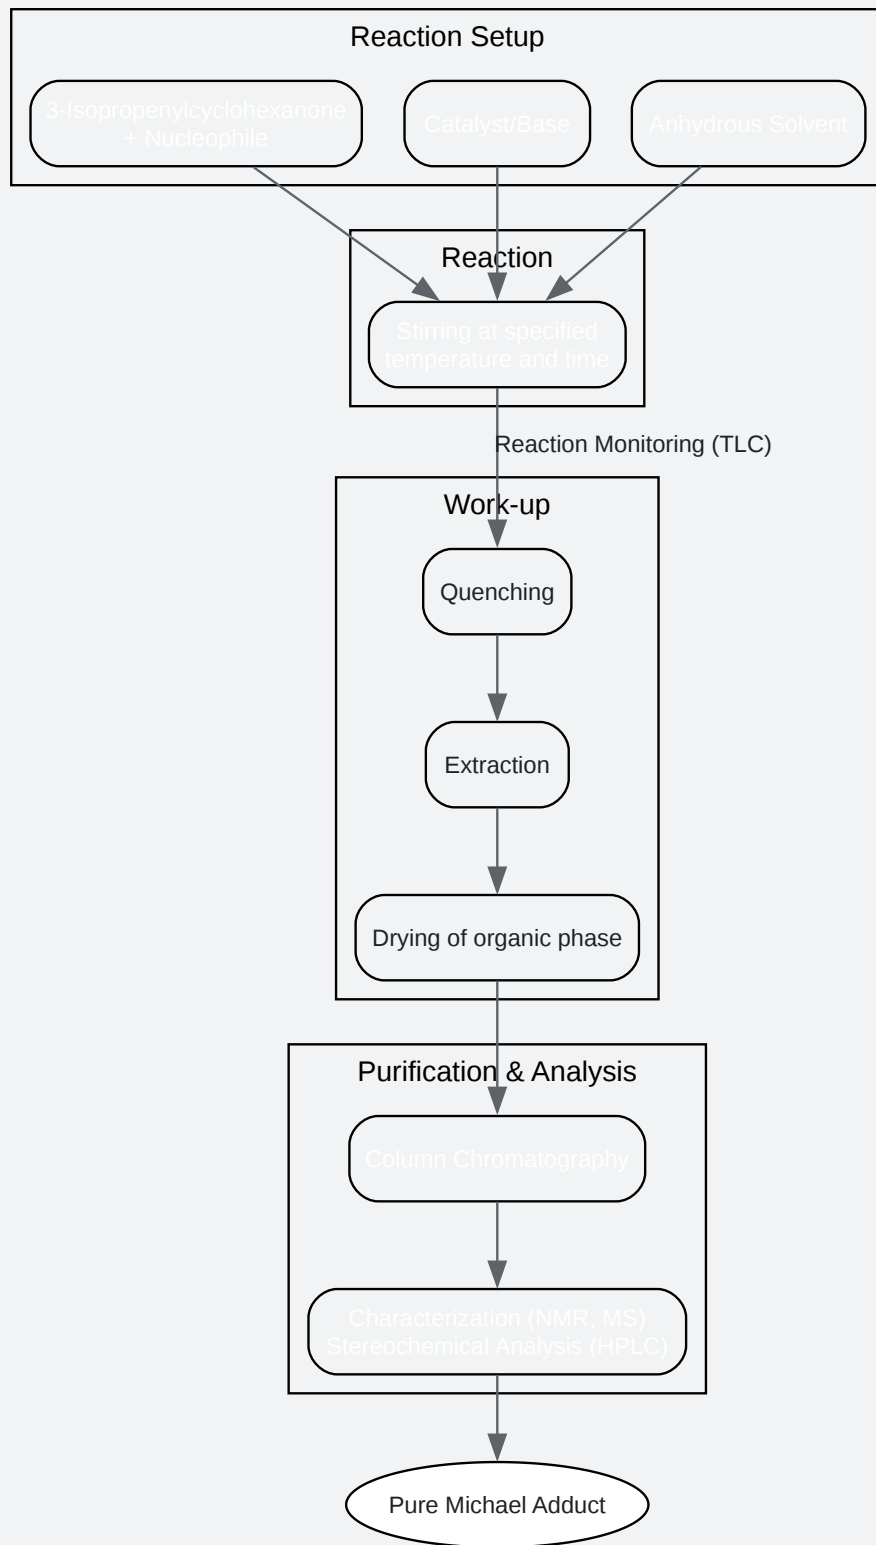 Reaction Setup
3-Isopropenylcyclohexanone
+ Nucleophile
Catalyst/Base
Anhydrous Solvent
Reaction
Stirring at specified
temperature and time
Reaction Monitoring (TLC)
Work-up
Quenching
Extraction
Drying of organic phase
Purification & Analysis
Column Chromatography
Characterization (NMR, MS)
Stereochemical Analysis (HPLC)
Pure Michael Adduct